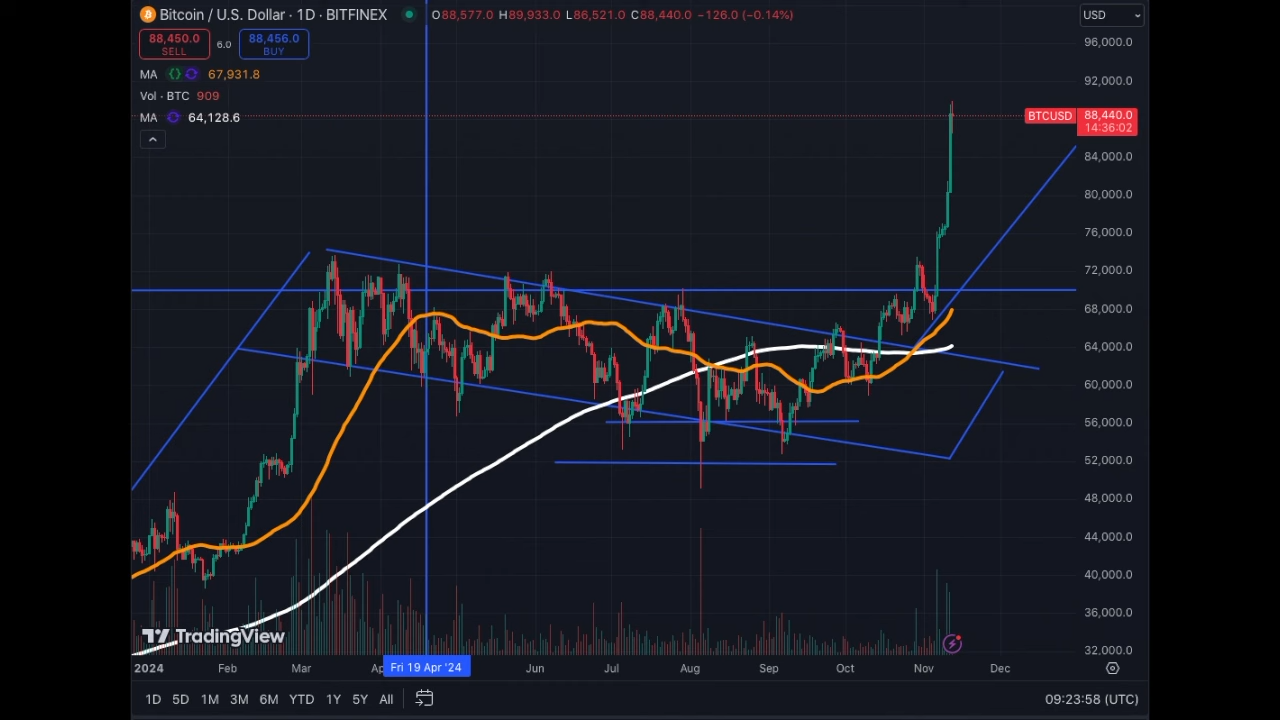 Bitcoin / U.S. Dollar · 1D · BITFINEX O88,577.0 H89,933.0 L86,521.0 C88,440.0 −126.0 (−0.14%) USD
88,450.0 6.0 88,456.0
SELL BUY
MA 67,931.8
Vol · BTC 909
MA 64,128.6
96,000.0
92,000.0
BTCUSD 88,440.0
14:36:02
84,000.0
80,000.0
76,000.0
72,000.0
68,000.0
64,000.0
60,000.0
56,000.0
52,000.0
48,000.0
44,000.0
40,000.0
36,000.0
32,000.0
TradingView
2024 Feb Mar Ap Fri 19 Apr '24 Jun Jul Aug Sep Oct Nov Dec
1D 5D 1M 3M 6M YTD 1Y 5Y All 09:23:58 (UTC)